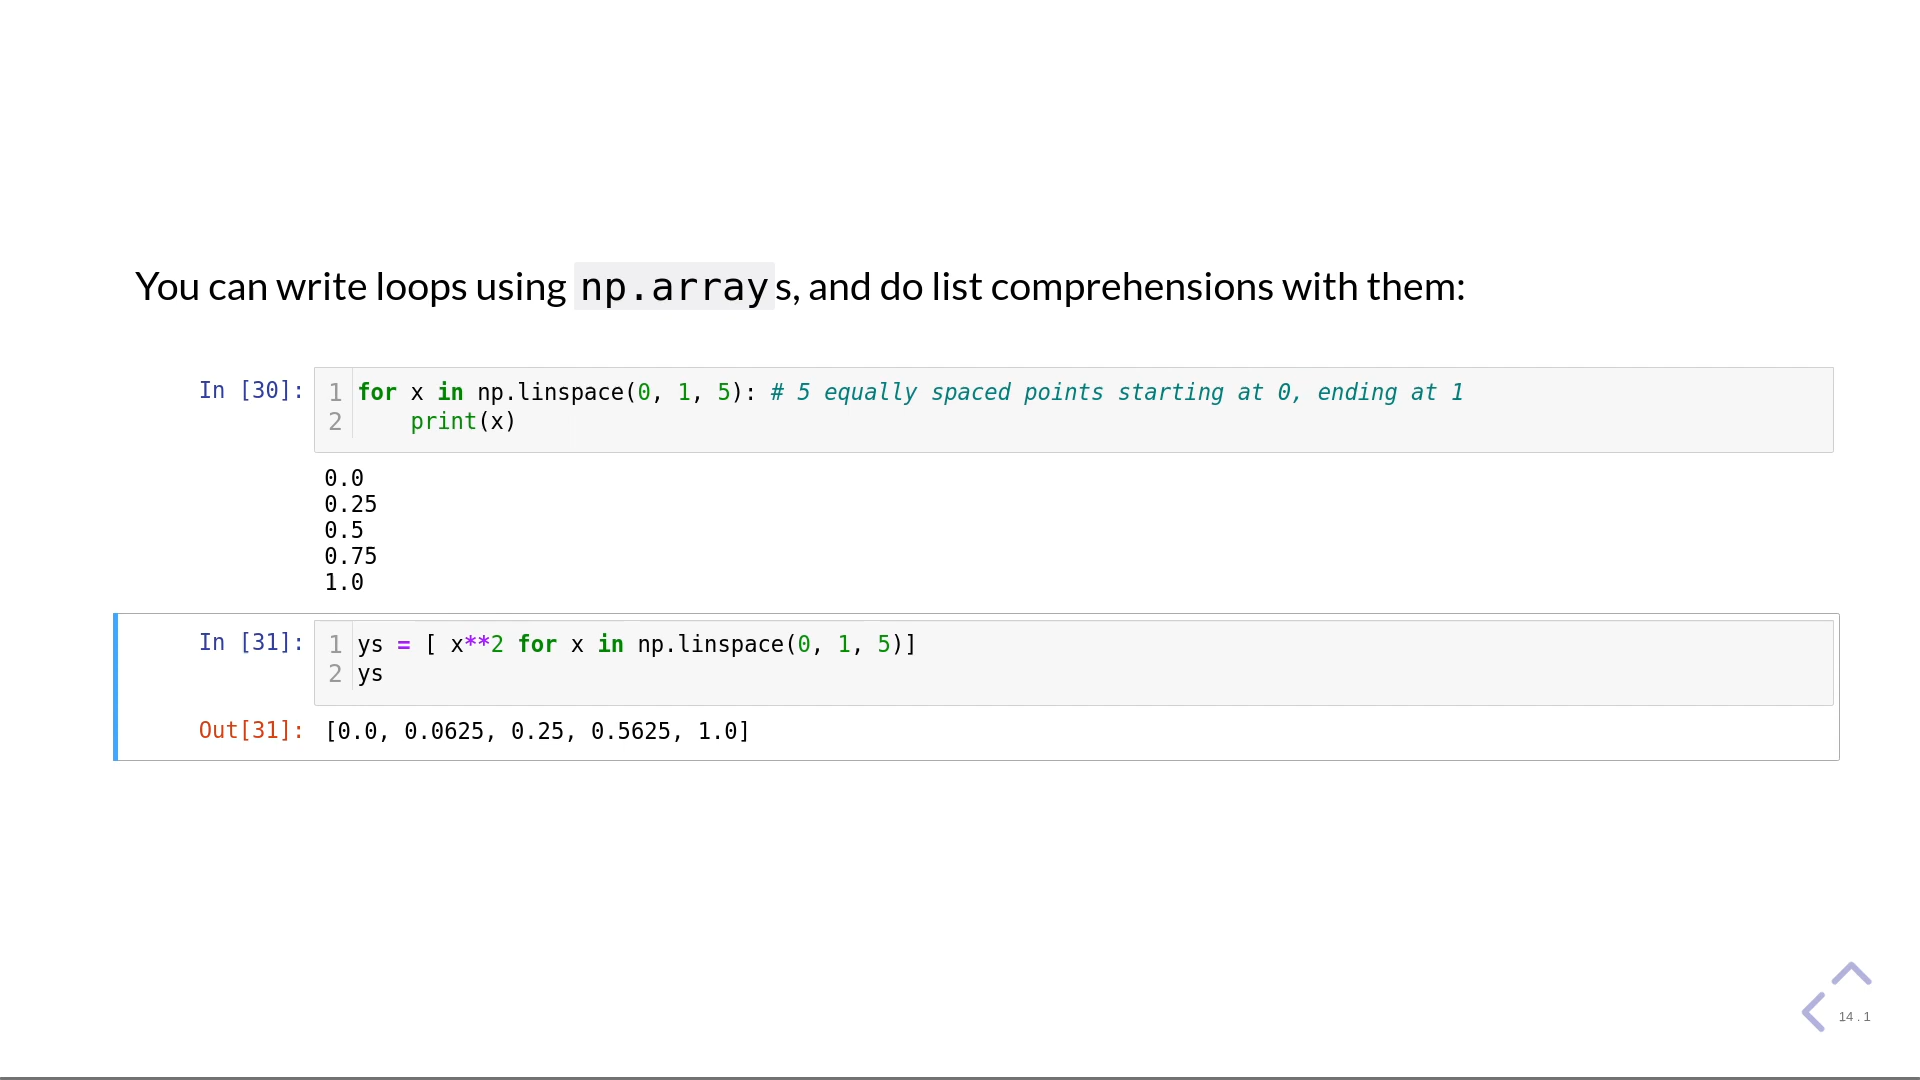 You can write loops using np.arrays, and do list comprehensions with them:
In [30]:
1 for x in np.linspace(0, 1, 5): # 5 equally spaced points starting at 0, ending at 1
2     print(x)
0.0
0.25
0.5
0.75
1.0
In [31]:
1 ys = [ x**2 for x in np.linspace(0, 1, 5)]
2 ys
Out[31]: [0.0, 0.0625, 0.25, 0.5625, 1.0]
14.1